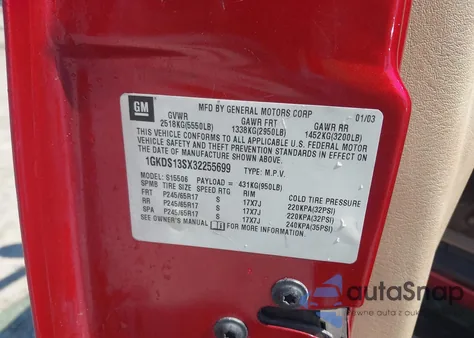 GM
MFD BY GENERAL MOTORS CORP 01/03
GVWR GAWR FRT GAWR RR
2518KG(5550LB) 1338KG(2950LB) 1452KG(3200LB)
THIS VEHICLE CONFORMS TO ALL APPLICABLE U.S. FEDERAL MOTOR
VEHICLE SAFETY AND THEFT PREVENTION STANDARDS IN EFFECT ON
THE DATE OF MANUFACTURE SHOWN ABOVE.
1GKDS13SX32255699 TYPE: M.P.V.
MODEL: S15506 PAYLOAD = 431KG(950LB)
SPMB TIRE SIZE SPEED RTG RIM COLD TIRE PRESSURE
FRT P245/65R17 S 17X7J 220KPA(32PSI)
RR P245/65R17 S 17X7J 220KPA(32PSI)
SPA P245/65R17 S 17X7J 240KPA(35PSI)
SEE OWNER'S MANUAL FOR MORE INFORMATION.
autoSnap